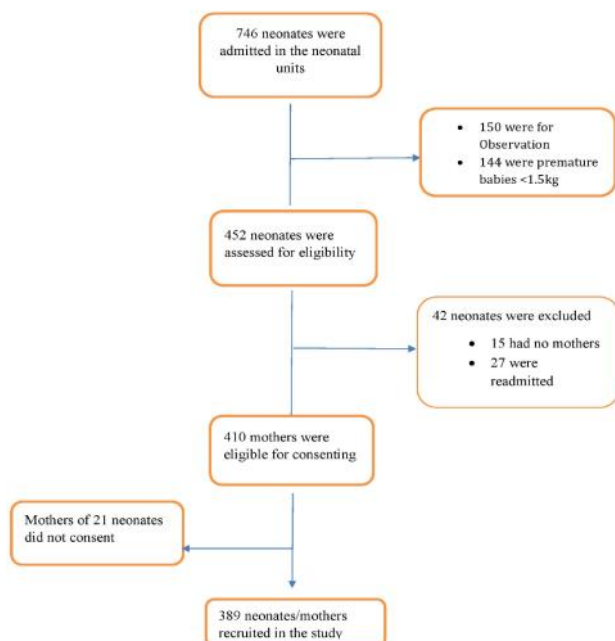 746 neonates were
admitted in the neonatal
units
• 150 were for
Observation
• 144 were premature
babies <1.5kg
452 neonates were
assessed for eligibility
42 neonates were excluded
• 15 had no mothers
• 27 were
readmitted
410 mothers were
eligible for consenting
Mothers of 21 neonates
did not consent
389 neonates/mothers
recruited in the study